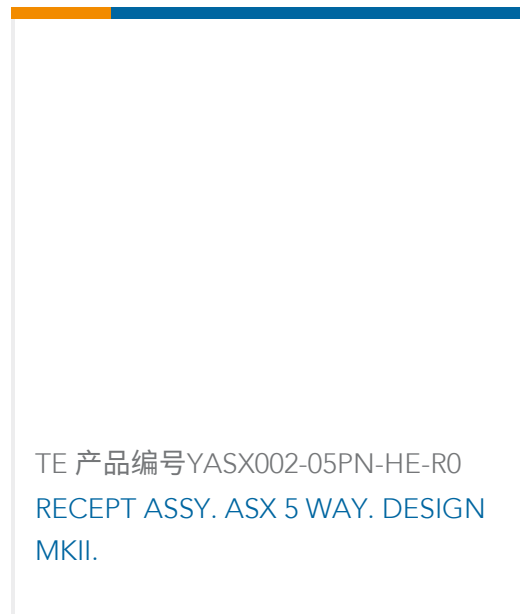 TE 产品编号YASX002-05PN-HE-R0
RECEPT ASSY. ASX 5 WAY. DESIGN
MKII.